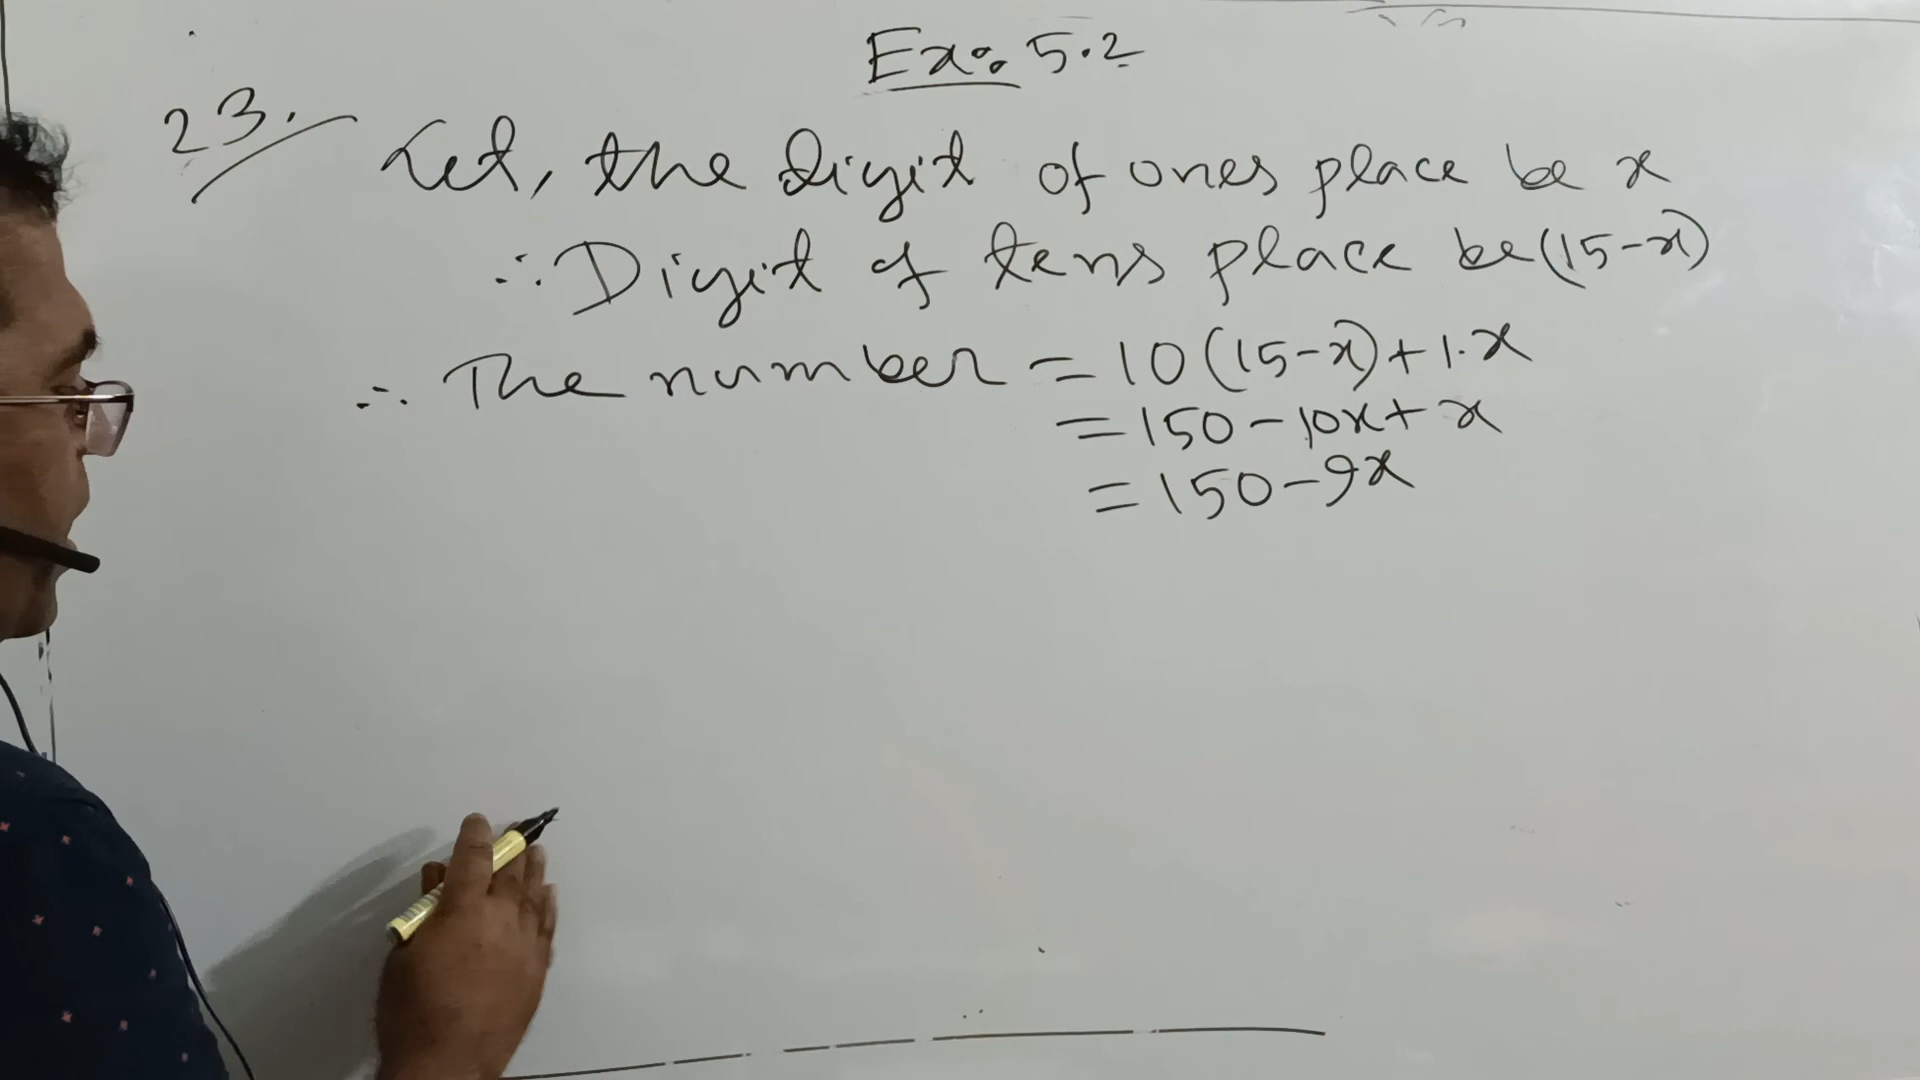 Ex: 5.2
23. Let, the digit of ones place be x
∴ Digit of tens place be (15-x)
∴ The number = 10(15-x)+1.x
= 150-10x+x
= 150-9x